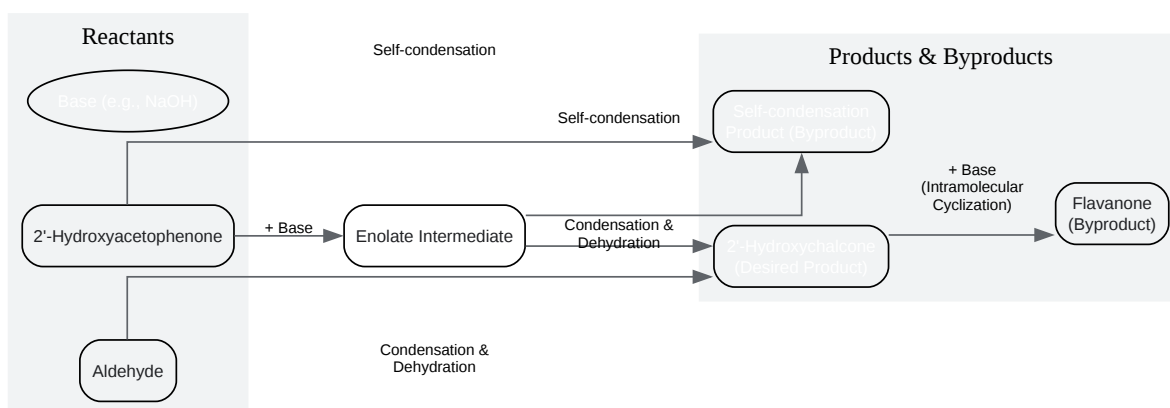 Reactants
Self-condensation
Products & Byproducts
Base (e.g., NaOH)
Self-condensation
Self-condensation
Product (Byproduct)
+ Base
(Intramolecular
Cyclization)
2'-Hydroxyacetophenone
+ Base
Enolate Intermediate
Condensation &
Dehydration
2'-Hydroxychalcone
(Desired Product)
Flavanone
(Byproduct)
Condensation &
Dehydration
Aldehyde